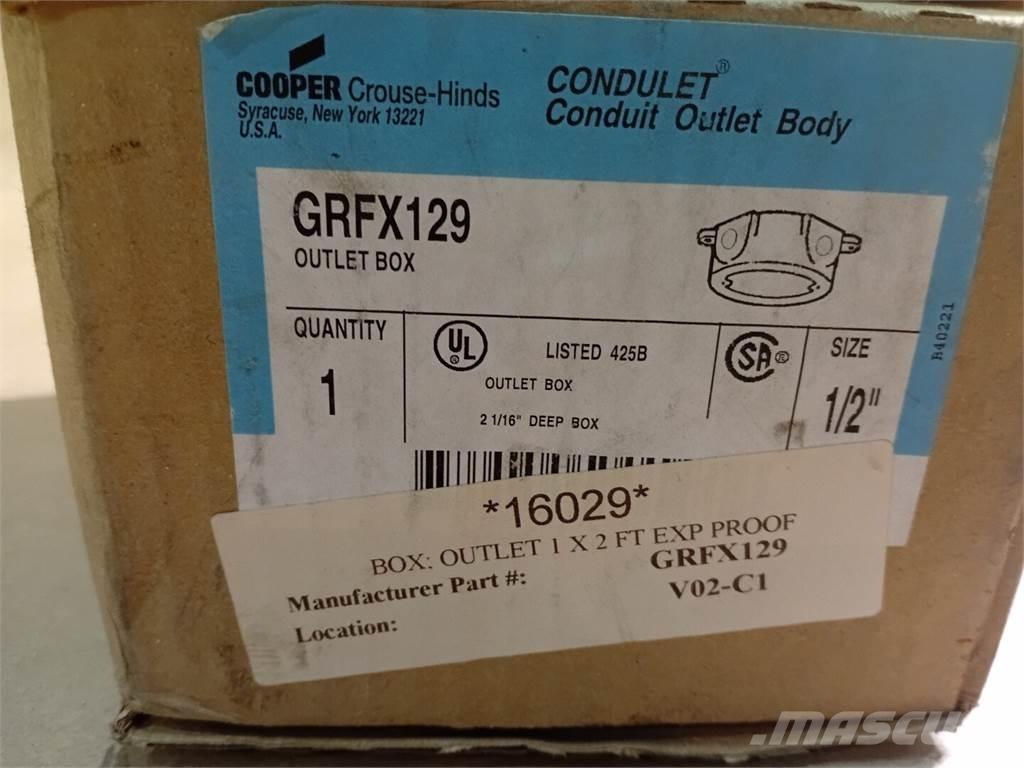 COOPER Crouse-Hinds
Syracuse, New York 13221
U.S.A.
CONDULET®
Conduit Outlet Body
GRFX129
OUTLET BOX
QUANTITY
1
UL®
LISTED 425B
OUTLET BOX
2 1/16" DEEP BOX
SA®
SIZE
1/2"
B40221
*16029*
BOX: OUTLET 1 X 2 FT EXP PROOF
Manufacturer Part #: GRFX129
Location: V02-C1
MASCUS